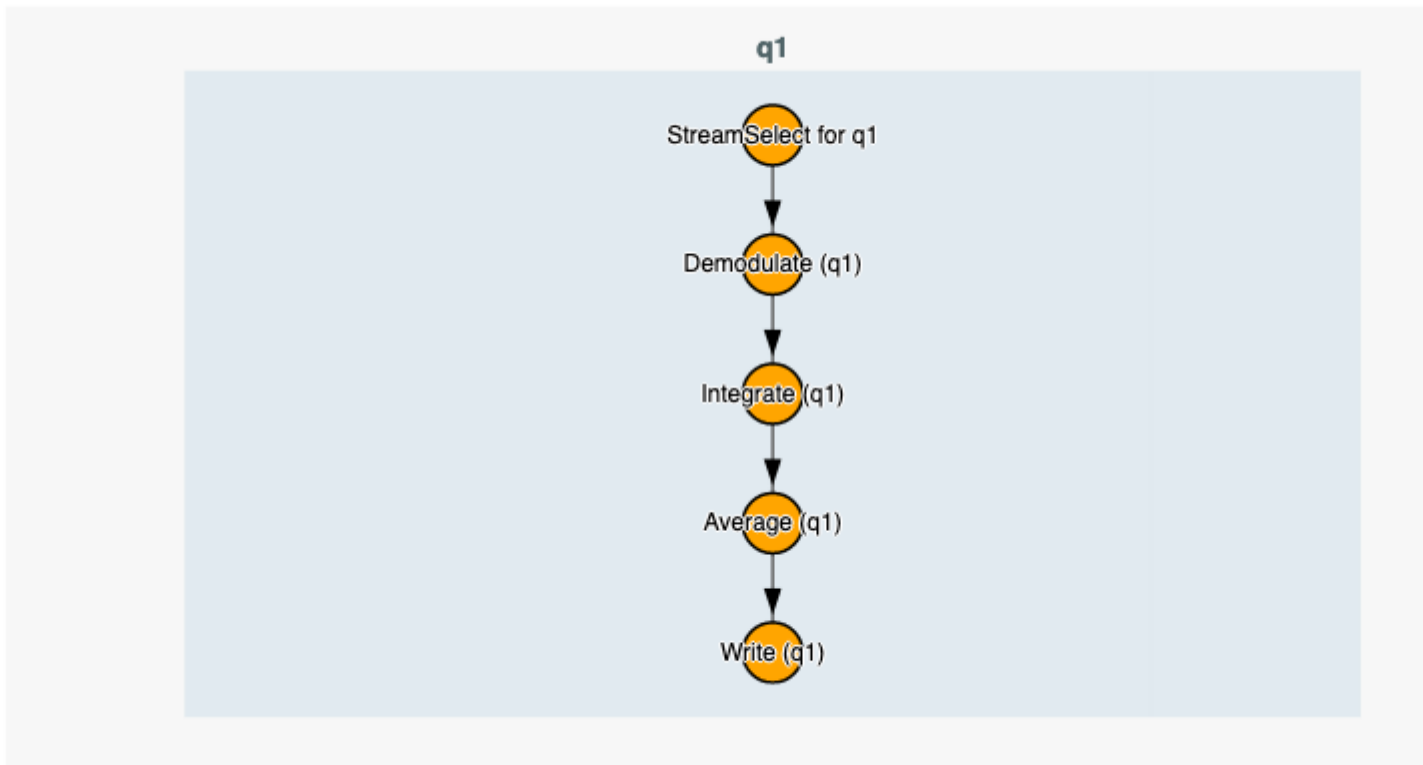 q1
StreamSelect for q1
Demodulate (q1)
Integrate (q1)
Average (q1)
Write (q1)